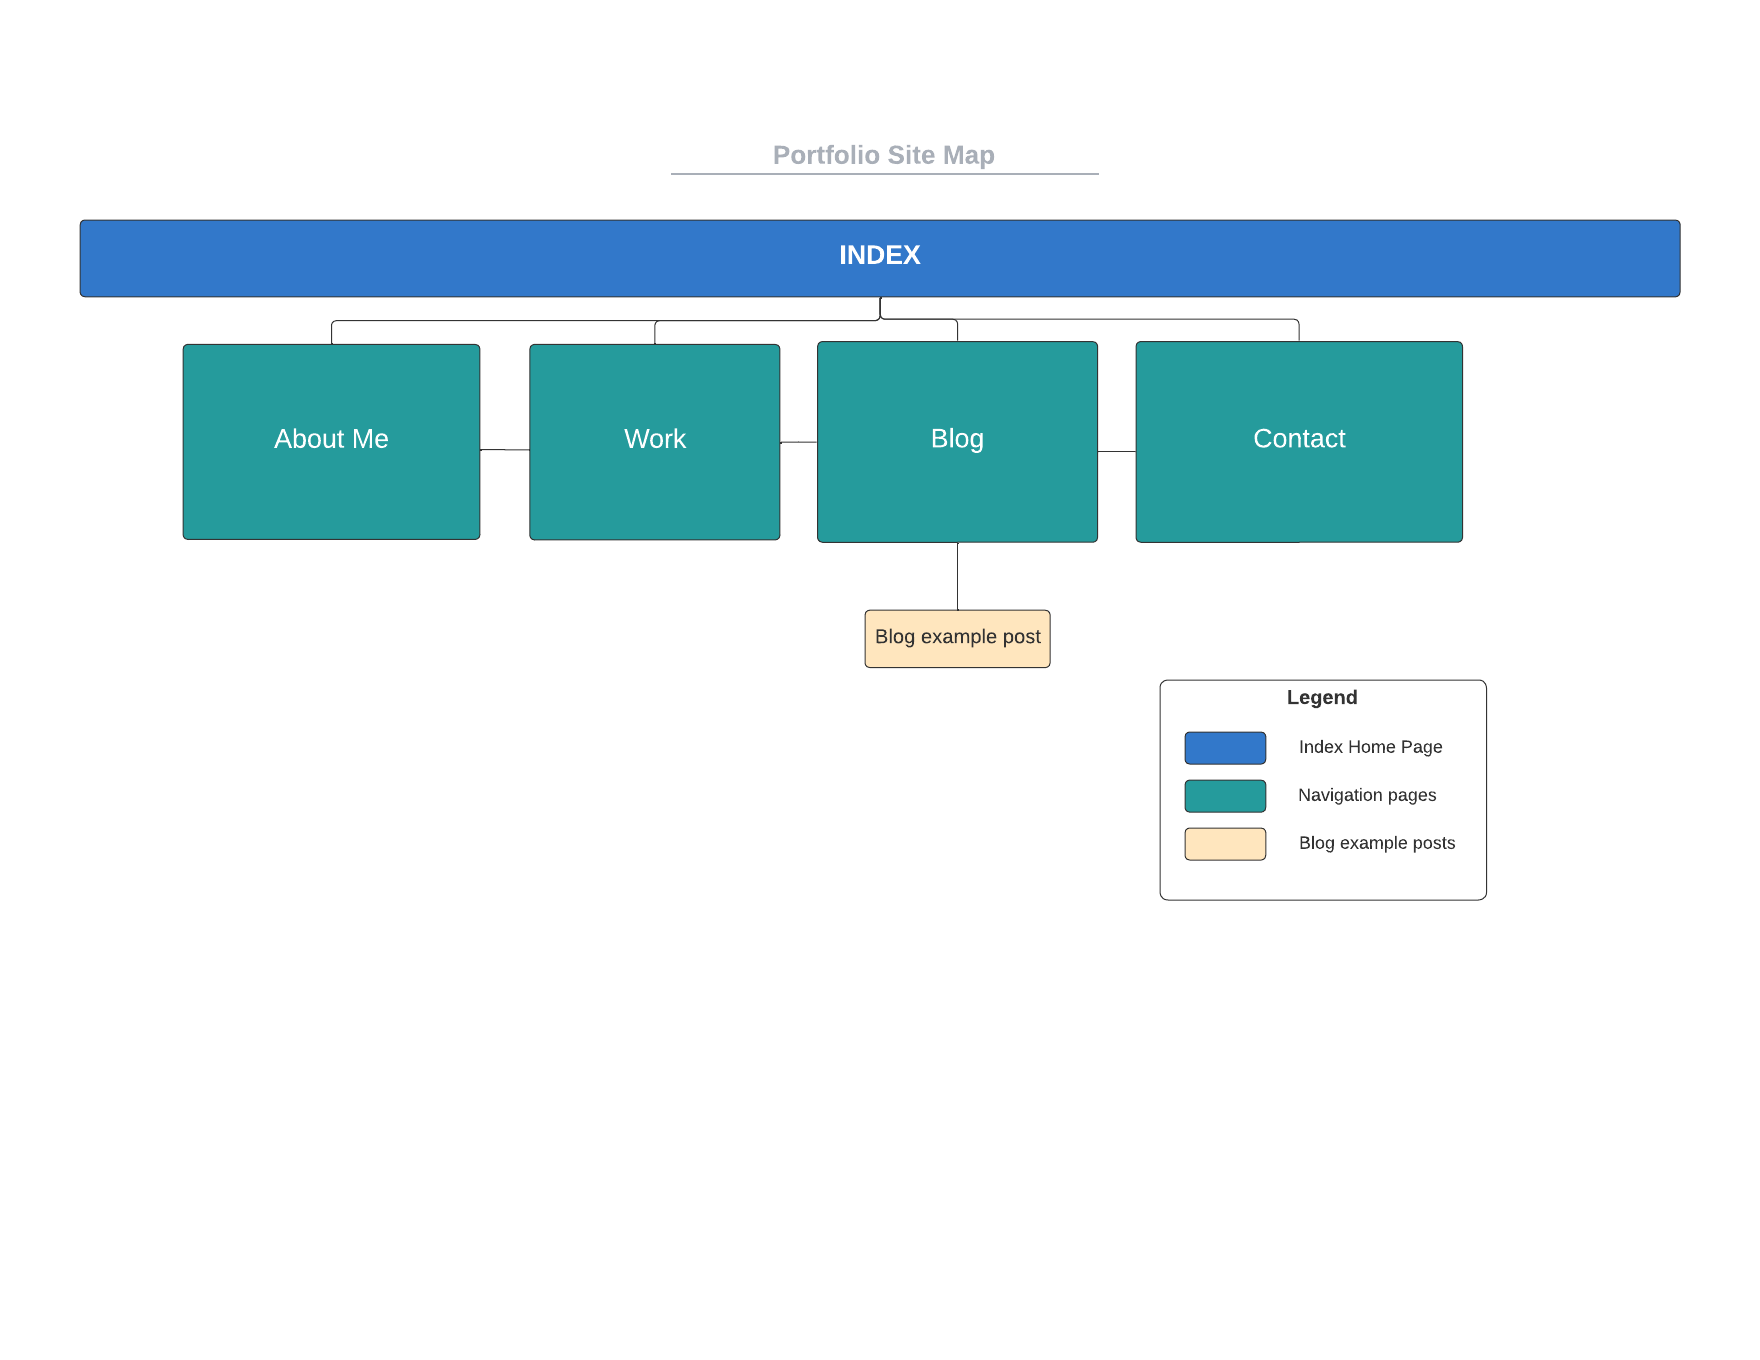 Portfolio Site Map
INDEX
About Me
Work
Blog
Contact
Blog example post
Legend
Index Home Page
Navigation pages
Blog example posts